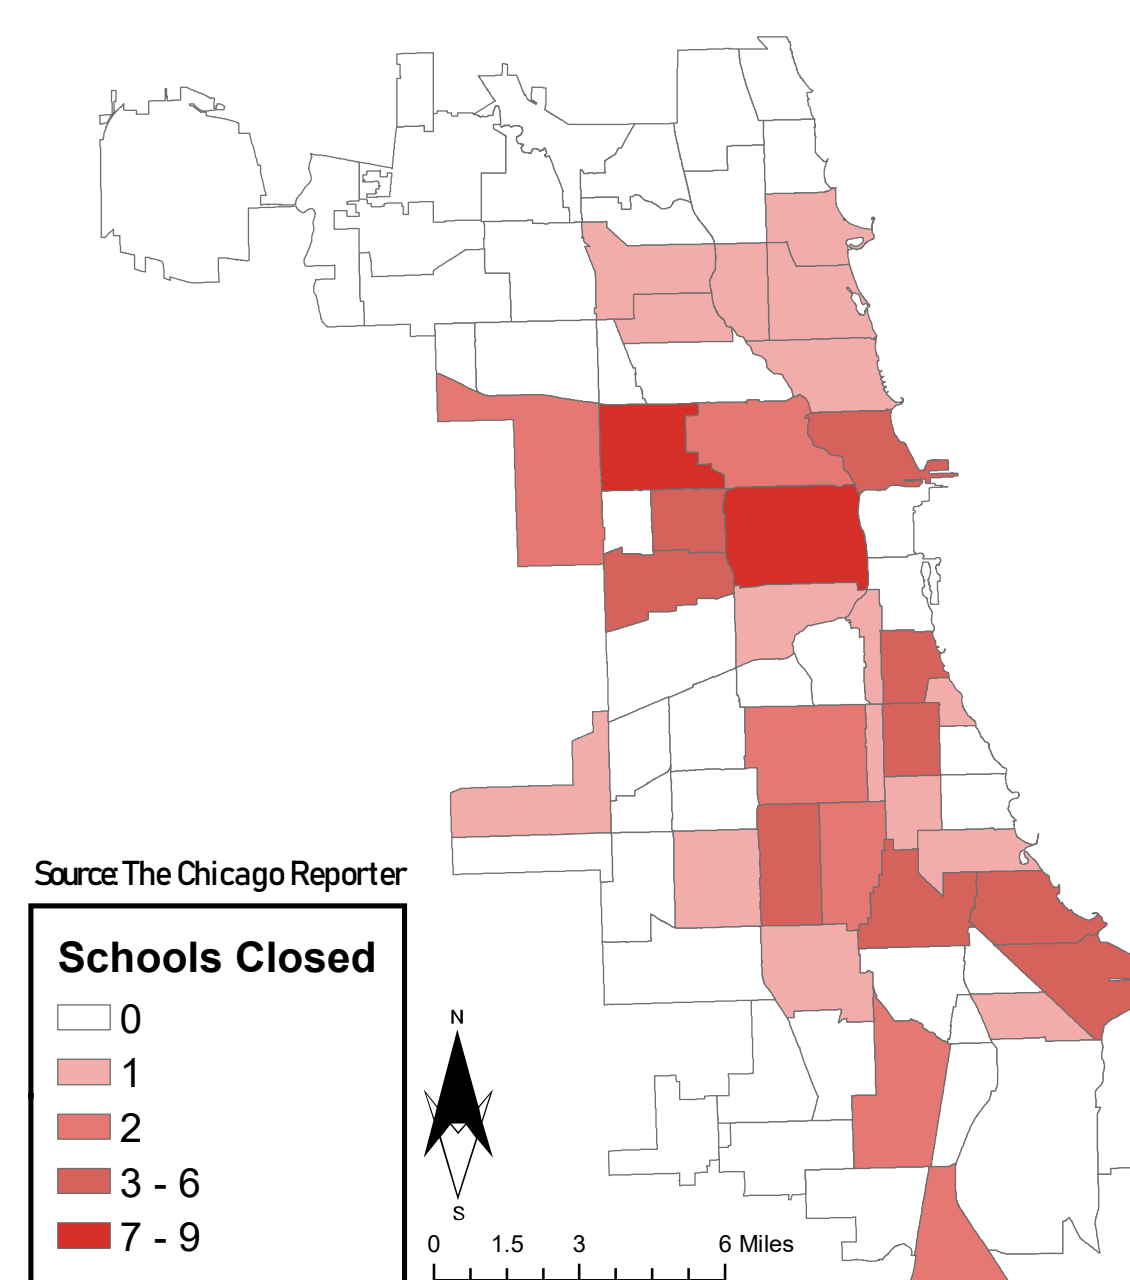 Source: The Chicago Reporter
Schools Closed
0
1
2
3 - 6
7 - 9
N
S
0 1.5 3 6 Miles